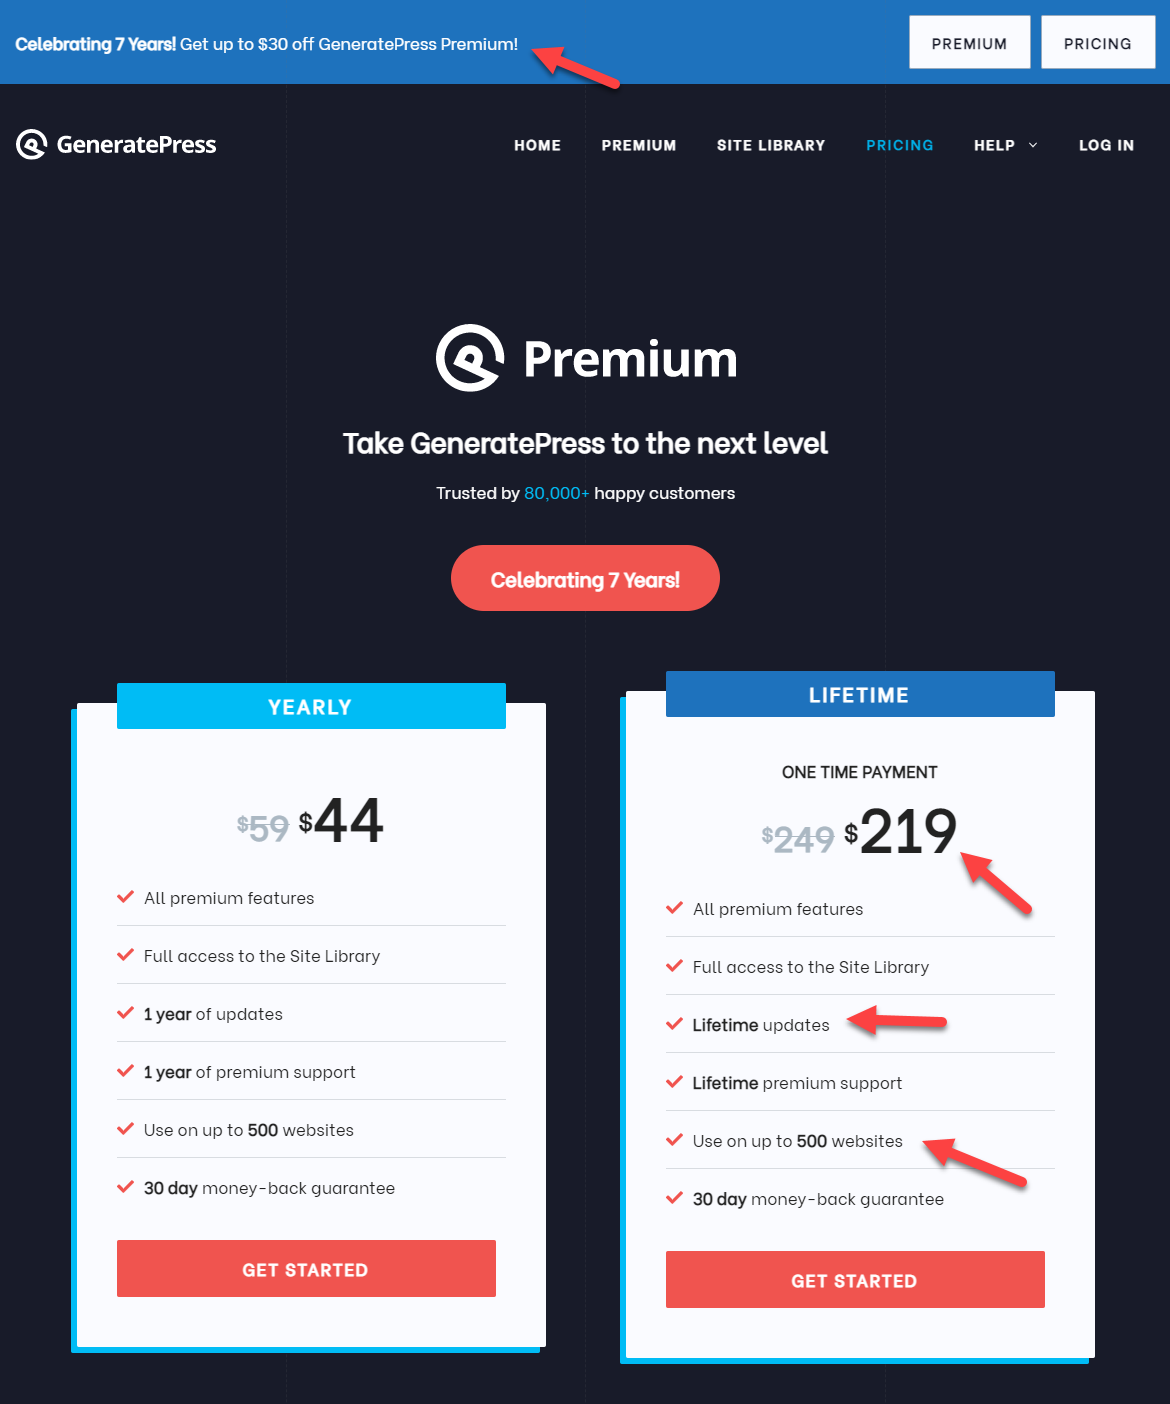 Celebrating 7 Years! Get up to $30 off GeneratePress Premium!
PREMIUM
PRICING
GeneratePress
HOME
PREMIUM
SITE LIBRARY
PRICING
HELP
LOG IN
Premium
Take GeneratePress to the next level
Trusted by 80,000+ happy customers
Celebrating 7 Years!
YEARLY
$59 $44
All premium features
Full access to the Site Library
1 year of updates
1 year of premium support
Use on up to 500 websites
30 day money-back guarantee
GET STARTED
LIFETIME
ONE TIME PAYMENT
$249 $219
All premium features
Full access to the Site Library
Lifetime updates
Lifetime premium support
Use on up to 500 websites
30 day money-back guarantee
GET STARTED